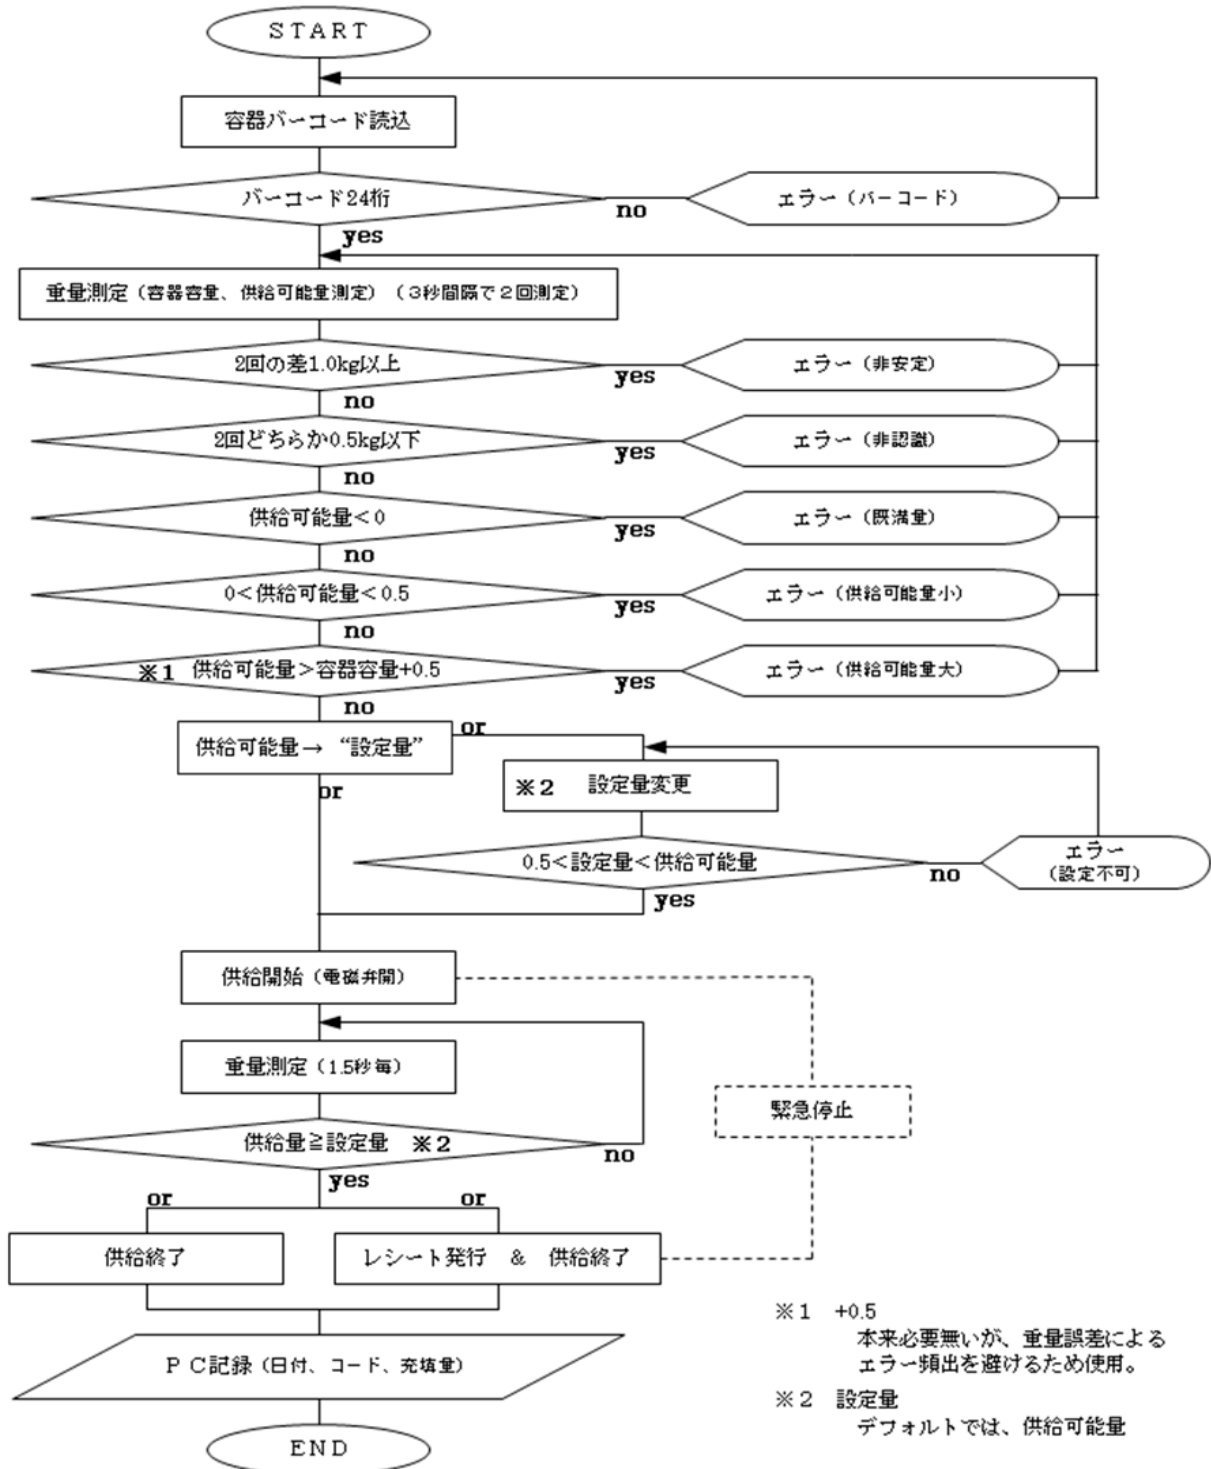 START
容器バーコード読込
バーコード24桁
no
エラー（バーコード）
yes
重量測定（容器容量、供給可能量測定）（3秒間隔で2回測定）
2回の差1.0kg以上
yes
エラー（非安定）
no
2回どちらか0.5kg以下
yes
エラー（非認識）
no
供給可能量＜0
yes
エラー（既満量）
no
0＜供給可能量＜0.5
yes
エラー（供給可能量小）
no
※1 供給可能量＞容器容量+0.5
yes
エラー（供給可能量大）
no
供給可能量→ “設定量”
or
or
※2 設定量変更
0.5＜設定量＜供給可能量
no
エラー
（設定不可）
yes
供給開始（電磁弁開）
重量測定（1.5秒毎）
緊急停止
供給量≧設定量 ※2
no
yes
or
or
供給終了
レシート発行 ＆ 供給終了
PC記録（日付、コード、充填量）
END
※1 +0.5
本来必要無いが、重量誤差による
エラー頻出を避けるため使用。
※2 設定量
デフォルトでは、供給可能量